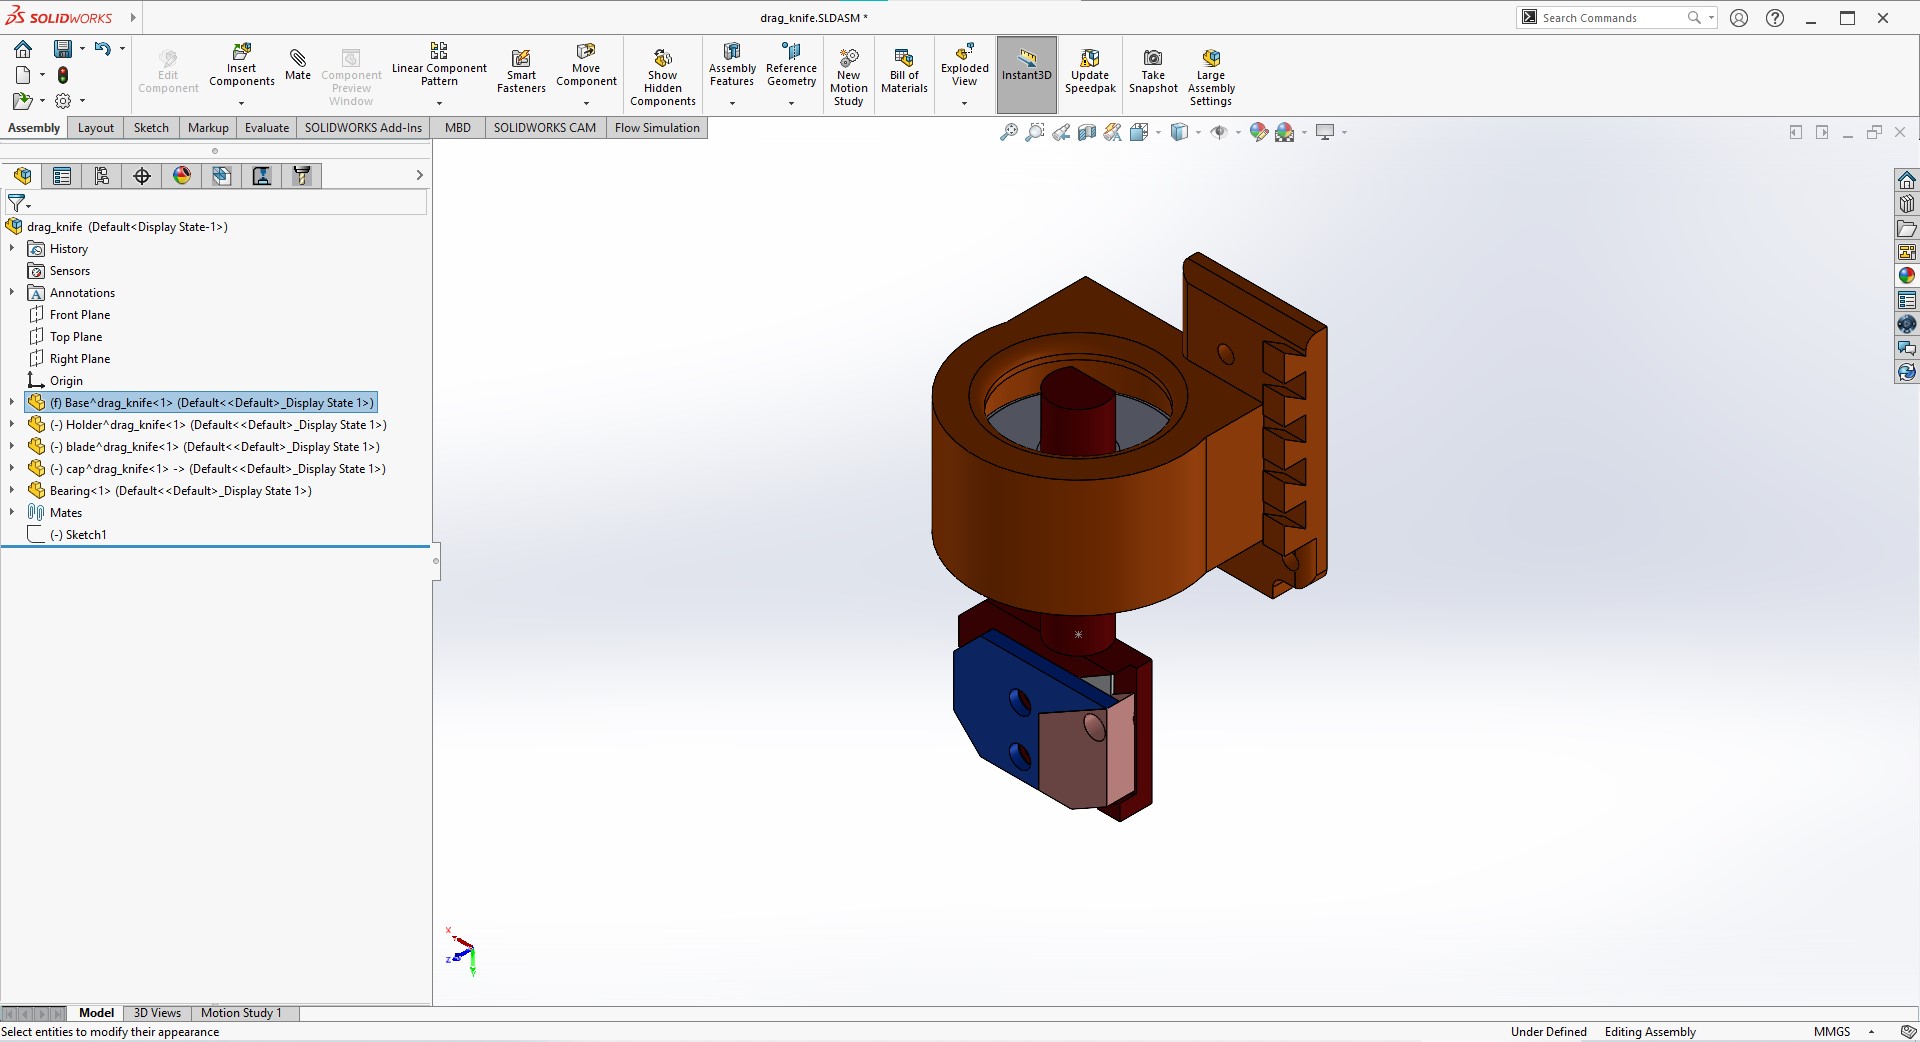 SOLIDWORKS
drag_knife.SLDASM *
Search Commands
Edit Component
Insert Components
Mate
Component Preview Window
Linear Component Pattern
Smart Fasteners
Move Component
Show Hidden Components
Assembly Features
Reference Geometry
New Motion Study
Bill of Materials
Exploded View
Instant3D
Update Speedpak
Take Snapshot
Large Assembly Settings
Assembly
Layout
Sketch
Markup
Evaluate
SOLIDWORKS Add-Ins
MBD
SOLIDWORKS CAM
Flow Simulation
drag_knife (Default<Display State-1>)
History
Sensors
Annotations
Front Plane
Top Plane
Right Plane
Origin
(f) Base^drag_knife<1> (Default<<Default>_Display State 1>)
(-) Holder^drag_knife<1> (Default<<Default>_Display State 1>)
(-) blade^drag_knife<1> (Default<<Default>_Display State 1>)
(-) cap^drag_knife<1> -> (Default<<Default>_Display State 1>)
Bearing<1> (Default<<Default>_Display State 1>)
Mates
(-) Sketch1
X
Z
Y
Model
3D Views
Motion Study 1
Select entities to modify their appearance
Under Defined
Editing Assembly
MMGS